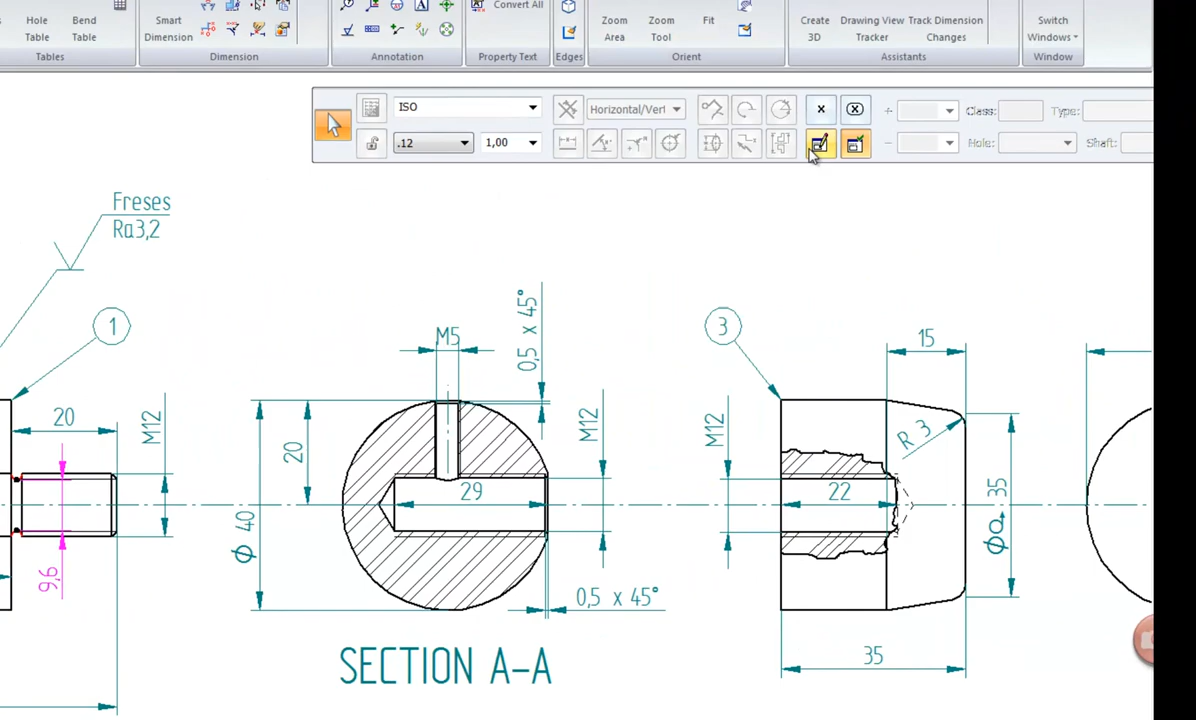 Hole
Table
Bend
Table
Smart
Dimension
Convert All
Zoom
Area
Zoom
Tool
Fit
Create
3D
Drawing View
Tracker
Track Dimension
Changes
Switch
Windows
Tables
Dimension
Annotation
Property Text
Edges
Orient
Assistants
Window
ISO
Horizontal/Vert
x
(x)
+
Class:
Type:
.12
1,00
-
Hole:
Shaft:
Freses
Ra3,2
1
20
M12
9,6
M5
0,5 x 45°
20
29
M12
ϕ 40
0,5 x 45°
SECTION A-A
3
15
M12
R 3
22
35
35